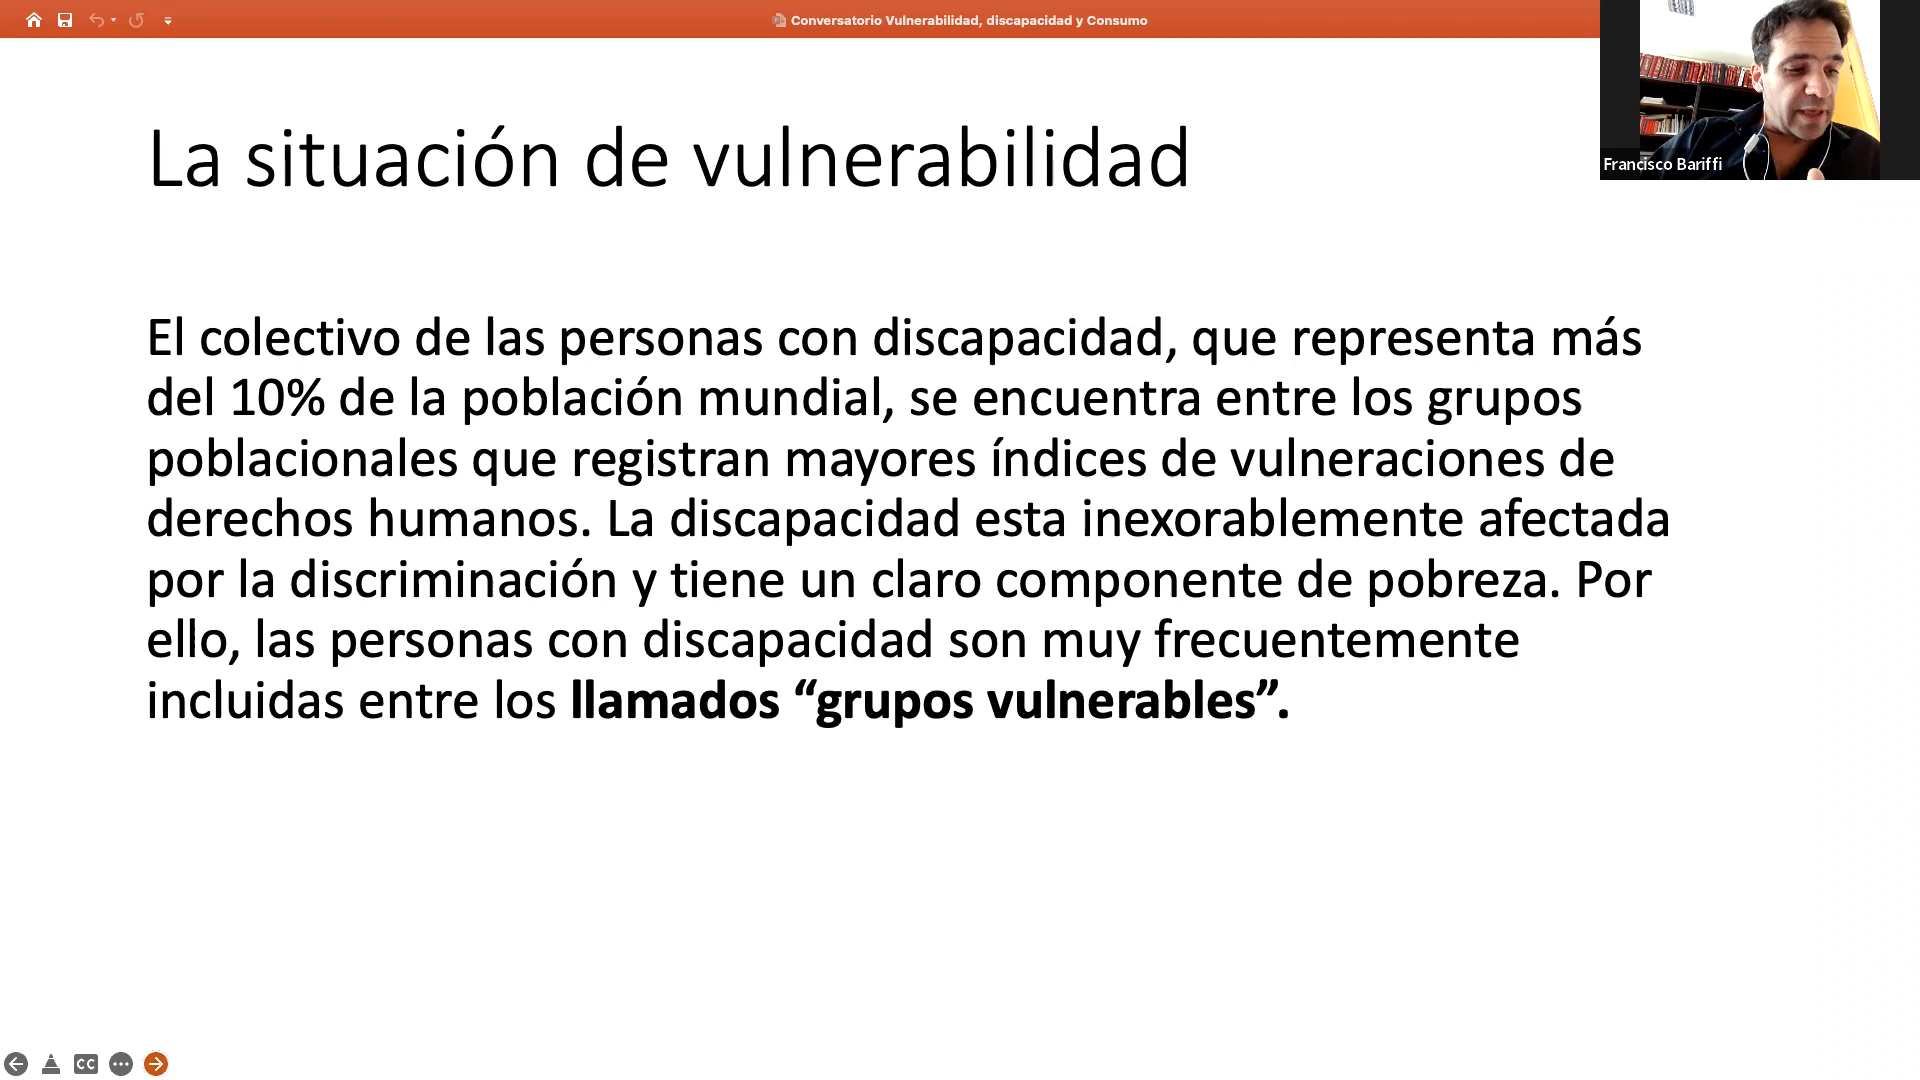 Conversatorio Vulnerabilidad, discapacidad y Consumo
Francisco Bariffi
La situación de vulnerabilidad
El colectivo de las personas con discapacidad, que representa más
del 10% de la población mundial, se encuentra entre los grupos
poblacionales que registran mayores índices de vulneraciones de
derechos humanos. La discapacidad esta inexorablemente afectada
por la discriminación y tiene un claro componente de pobreza. Por
ello, las personas con discapacidad son muy frecuentemente
incluidas entre los llamados “grupos vulnerables”.
CC